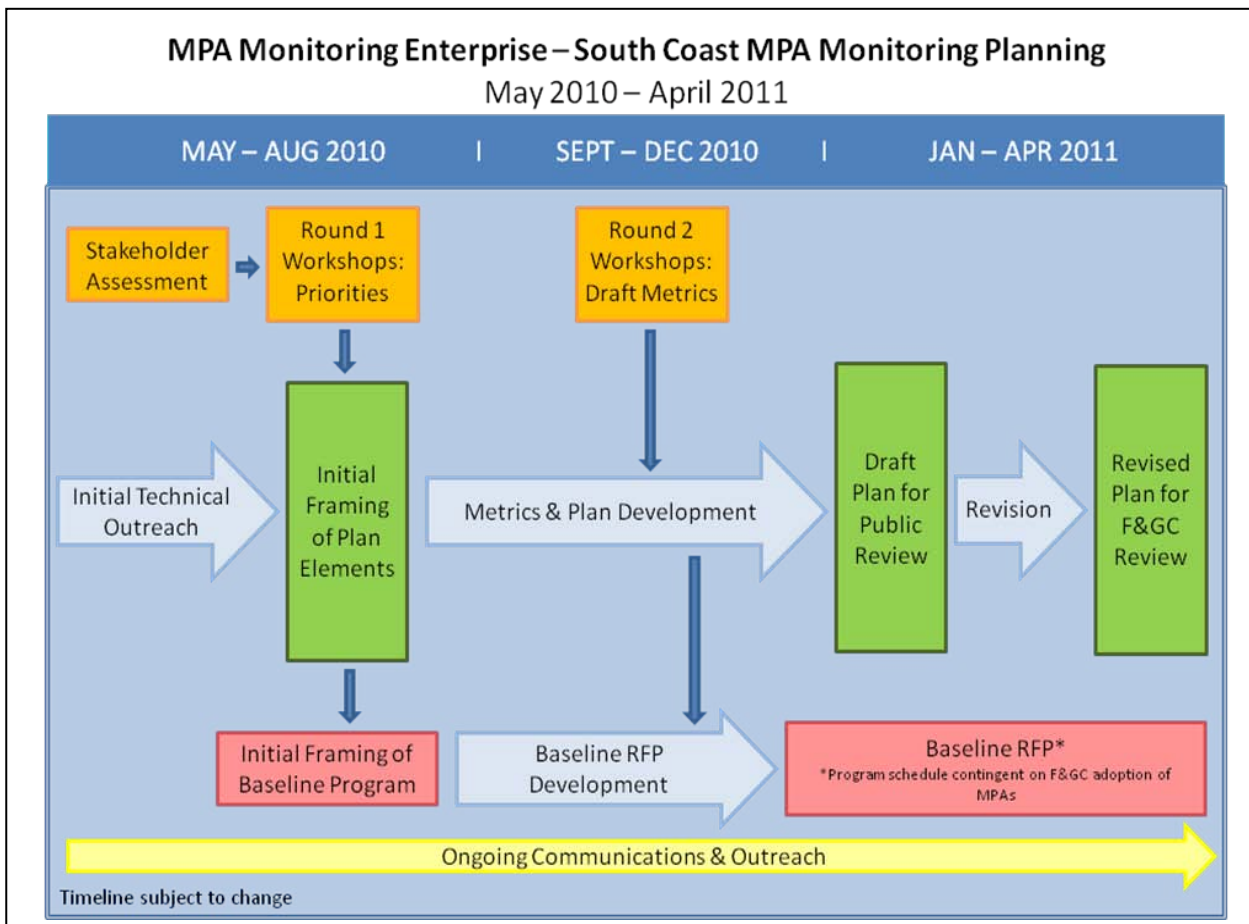 MPA Monitoring Enterprise – South Coast MPA Monitoring Planning
May 2010 – April 2011
MAY – AUG 2010 | SEPT – DEC 2010 | JAN – APR 2011
Stakeholder
Assessment
Round 1
Workshops:
Priorities
Round 2
Workshops:
Draft Metrics
Initial Technical
Outreach
Initial
Framing
of Plan
Elements
Metrics & Plan Development
Draft
Plan for
Public
Review
Revision
Revised
Plan for
F&GC
Review
Initial Framing of
Baseline Program
Baseline RFP
Development
Baseline RFP*
*Program schedule contingent on F&GC adoption of
MPAs
Ongoing Communications & Outreach
Timeline subject to change